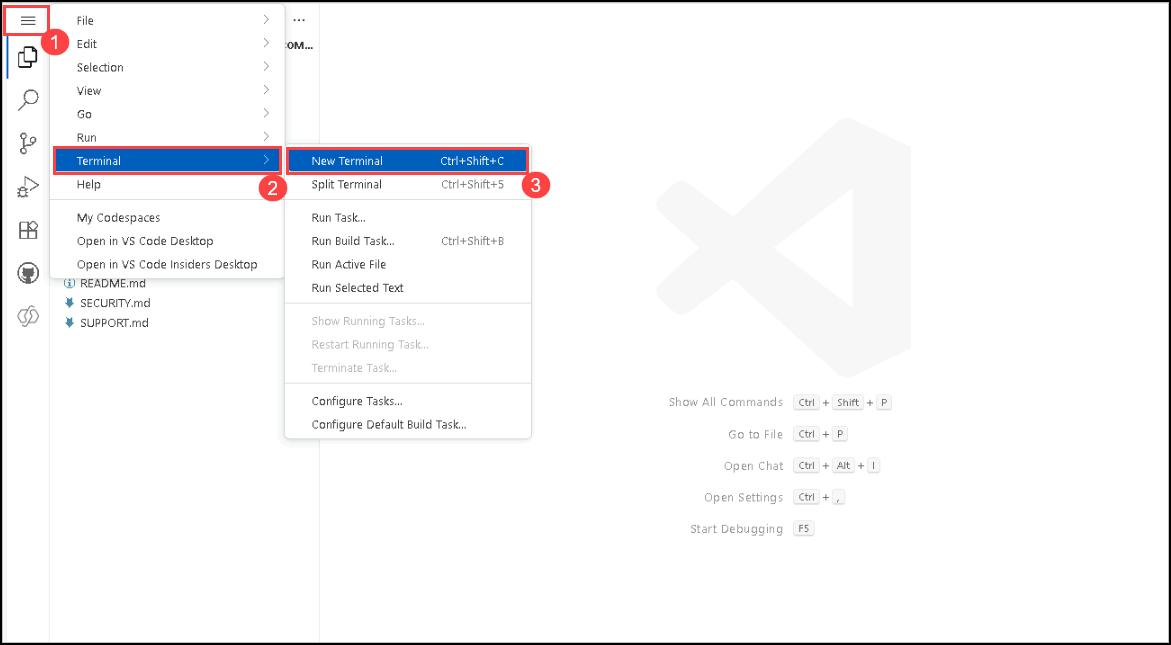 File
Edit
Selection
View
Go
Run
Terminal
Help
My Codespaces
Open in VS Code Desktop
Open in VS Code Insiders Desktop
1
2
...
COM...
README.md
SECURITY.md
SUPPORT.md
New Terminal Ctrl+Shift+C
Split Terminal Ctrl+Shift+5
3
Run Task...
Run Build Task... Ctrl+Shift+B
Run Active File
Run Selected Text
Show Running Tasks...
Restart Running Task...
Terminate Task...
Configure Tasks...
Configure Default Build Task...
Show All Commands Ctrl + Shift + P
Go to File Ctrl + P
Open Chat Ctrl + Alt + I
Open Settings Ctrl + ,
Start Debugging F5